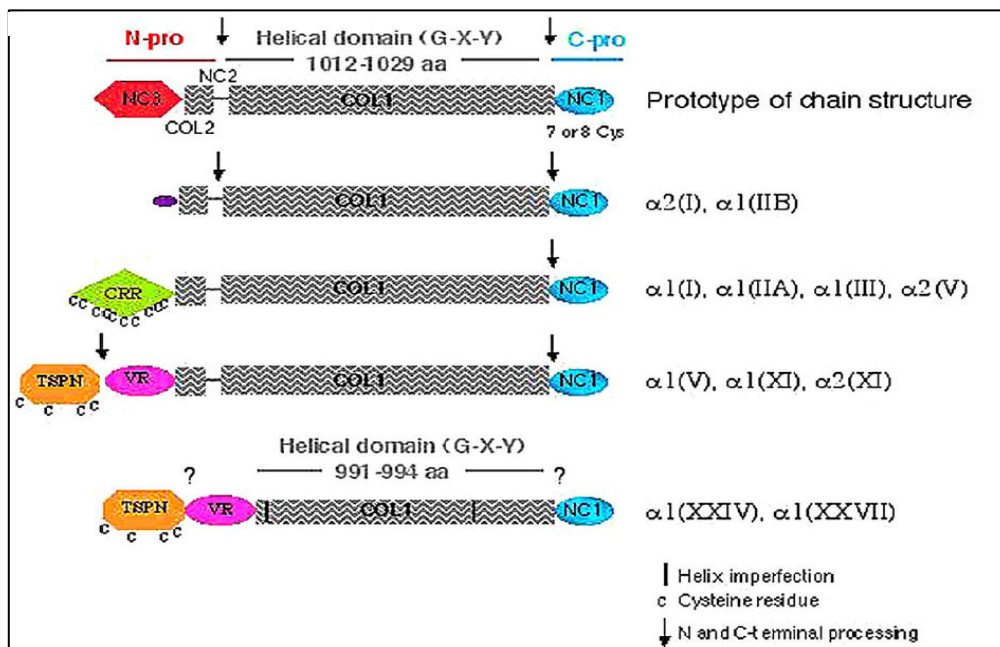 N-pro
Helical domain (G-X-Y)
C-pro
1012-1029 aa
NC2
NC3
COL1
NC1
Prototype of chain structure
COL2
7 or 8 Cys
COL1
NC1
α2(I), α1(IIB)
CRR
COL1
NC1
α1(I), α1(IIA), α1(III), α2(V)
c c c c c c c c c c
TSPN
VR
COL1
NC1
α1(V), α1(XI), α2(XI)
c c c c
Helical domain (G-X-Y)
? 991-994 aa ?
TSPN
VR
COL1
NC1
α1(XXIV), α1(XXVII)
c c c c
Helix imperfection
c Cysteine residue
N and C-terminal processing